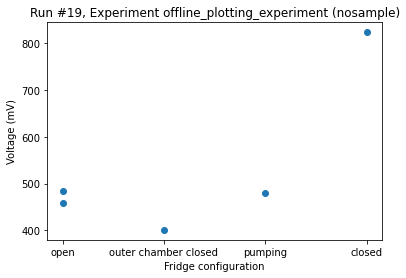 Run #19, Experiment offline_plotting_experiment (nosample)
800
700
600
500
400
Voltage (mV)
open
outer chamber closed
pumping
closed
Fridge configuration